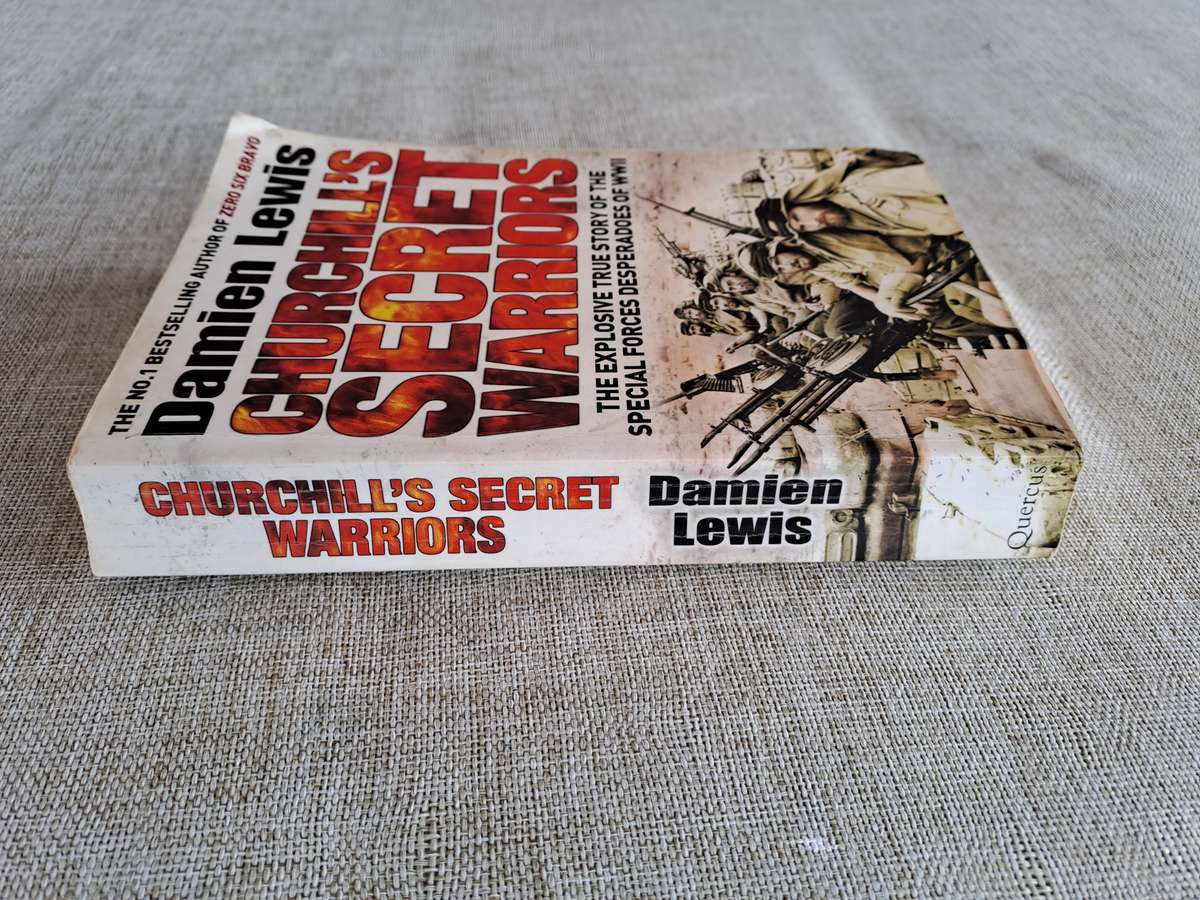 THE NO.1 BESTSELLING AUTHOR OF ZERO SIX BRAVO
Damien Lewis
CHURCHILL'S
SECRET
WARRIORS
THE EXPLOSIVE TRUE STORY OF THE
SPECIAL FORCES DESPERADOES OF WWII
CHURCHILL'S SECRET
WARRIORS
Damien
Lewis
Quercus